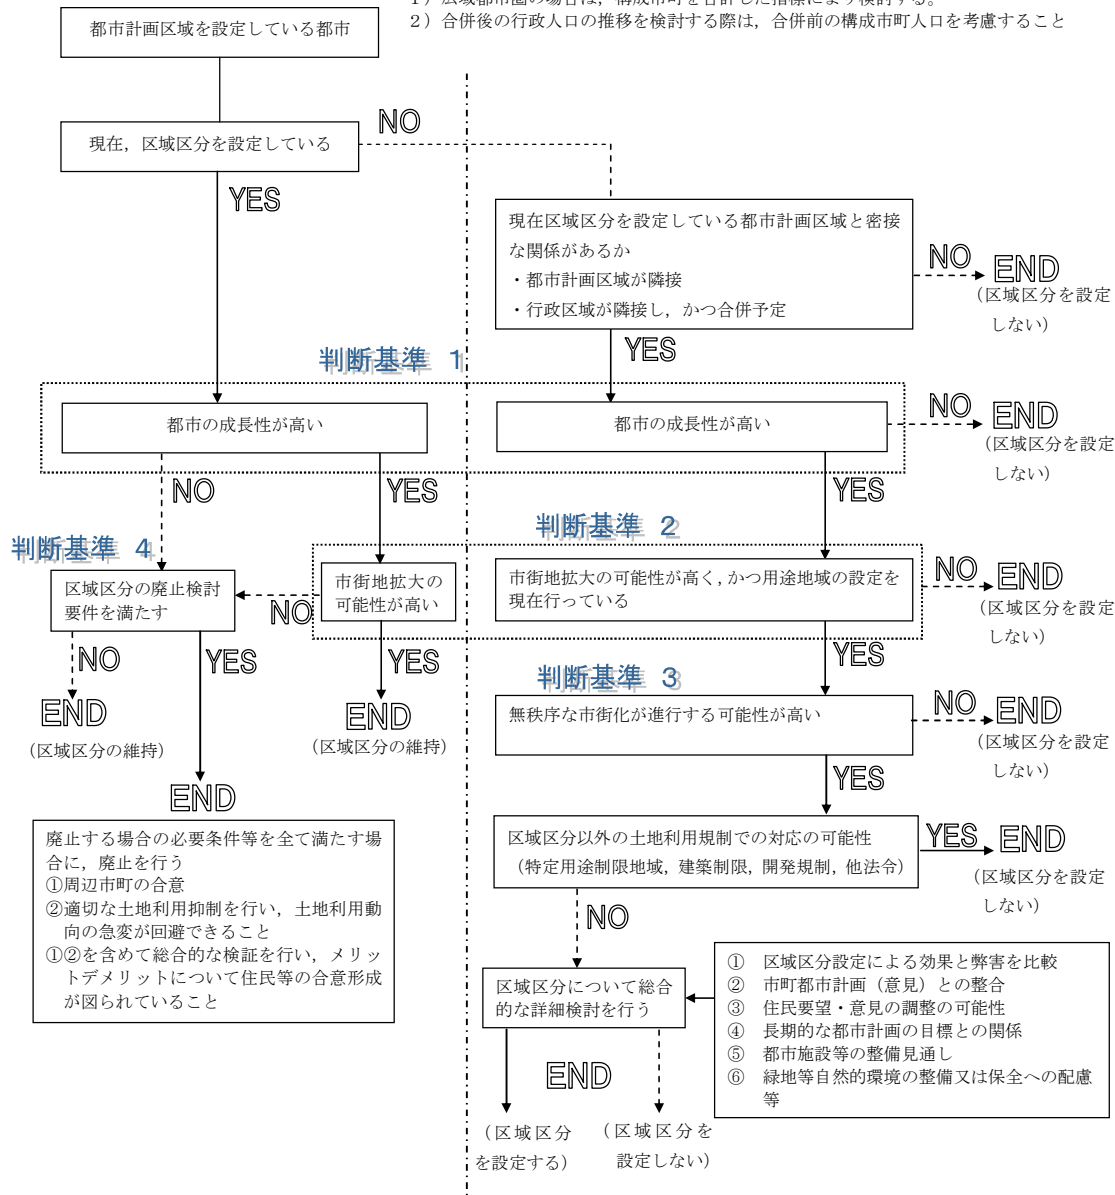 1）広域都市圏の場合は，構成市町を合計した指標により検討する。
2）合併後の行政人口の推移を検討する際は，合併前の構成市町人口を考慮すること
都市計画区域を設定している都市
現在，区域区分を設定している
NO
YES
現在区域区分を設定している都市計画区域と密接
な関係があるか
・都市計画区域が隣接
・行政区域が隣接し，かつ合併予定
NO
END
（区域区分を設定
しない）
YES
判断基準 1
都市の成長性が高い
都市の成長性が高い
NO
END
（区域区分を設定
しない）
NO
YES
YES
判断基準 2
判断基準 4
区域区分の廃止検討
要件を満たす
NO
市街地拡大の
可能性が高い
市街地拡大の可能性が高く，かつ用途地域の設定を
現在行っている
NO
END
（区域区分を設定
しない）
NO
YES
YES
YES
END
（区域区分の維持）
END
（区域区分の維持）
判断基準 3
無秩序な市街化が進行する可能性が高い
NO
END
（区域区分を設定
しない）
YES
END
廃止する場合の必要条件等を全て満たす場
合に，廃止を行う
①周辺市町の合意
②適切な土地利用抑制を行い，土地利用動
向の急変が回避できること
①②を含めて総合的な検証を行い，メリッ
トデメリットについて住民等の合意形成
が図られていること
区域区分以外の土地利用規制での対応の可能性
（特定用途制限地域，建築制限，開発規制，他法令）
YES
END
（区域区分を設定
しない）
NO
区域区分について総合
的な詳細検討を行う
① 区域区分設定による効果と弊害を比較
② 市町都市計画（意見）との整合
③ 住民要望・意見の調整の可能性
④ 長期的な都市計画の目標との関係
⑤ 都市施設等の整備見通し
⑥ 緑地等自然的環境の整備又は保全への配慮
等
END
（区域区分
を設定する）
（区域区分を
設定しない）